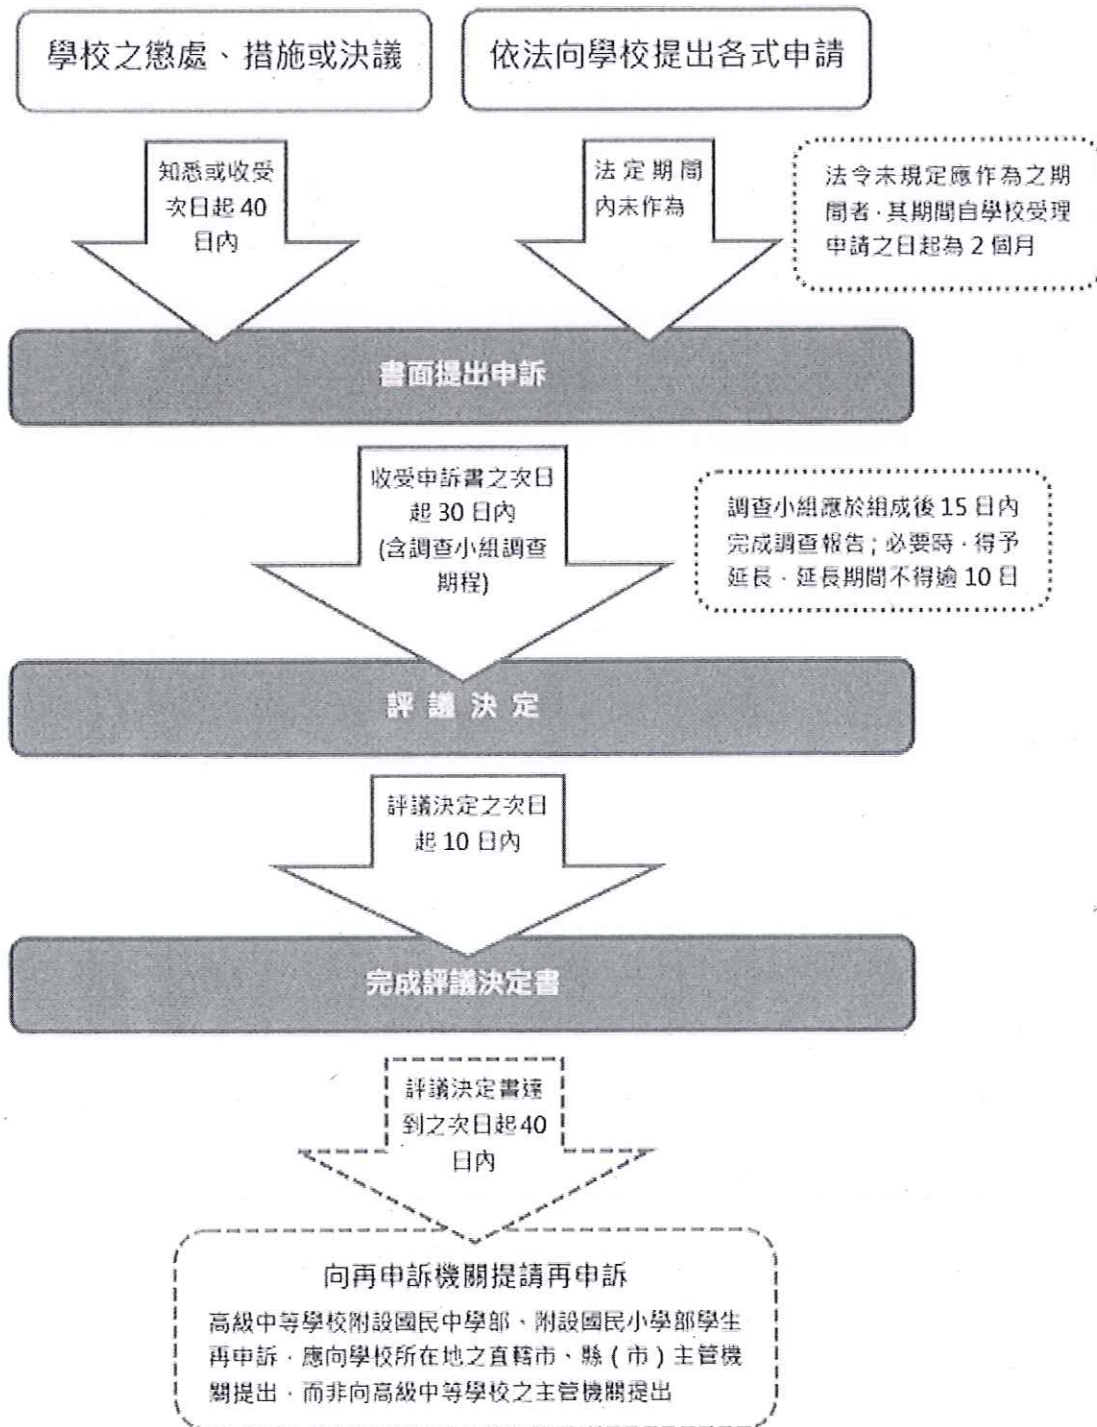 學校之懲處、措施或決議
依法向學校提出各式申請
知悉或收受
次日起 40
日內
法定期間
內未作為
法令未規定應作為之期
間者,其期間自學校受理
申請之日起為 2 個月
書面提出申訴
收受申訴書之次日
起 30 日內
(含調查小組調查
期程)
調查小組應於組成後 15 日內
完成調查報告;必要時,得予
延長,延長期間不得逾 10 日
評 議 決 定
評議決定之次日
起 10 日內
完成評議決定書
評議決定書達
到之次日起 40
日內
向再申訴機關提請再申訴
高級中等學校附設國民中學部、附設國民小學部學生
再申訴,應向學校所在地之直轄市、縣(市)主管機
關提出,而非向高級中等學校之主管機關提出